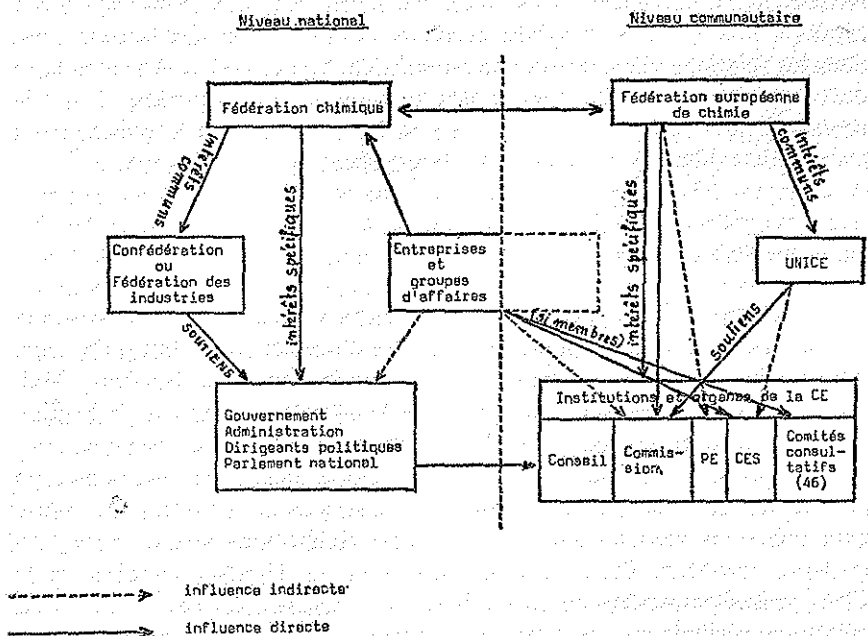 Niveau national
Niveau communautaire
Fédération chimique
Fédération européenne
de chimie
intérêts
communs
intérêts spécifiques
intérêts spécifiques
intérêts
communs
Confédération
ou
Fédération des
industries
Entreprises
et
groupes
d'affaires
UNICE
soutiens
(si membres)
soutiens
Gouvernement
Administration
Dirigeants politiques
Parlement national
Institutions et organes de la CE
Conseil
Commis-
sion
PE
CES
Comités
consul-
tatifs
(46)
influence indirecte
influence directe